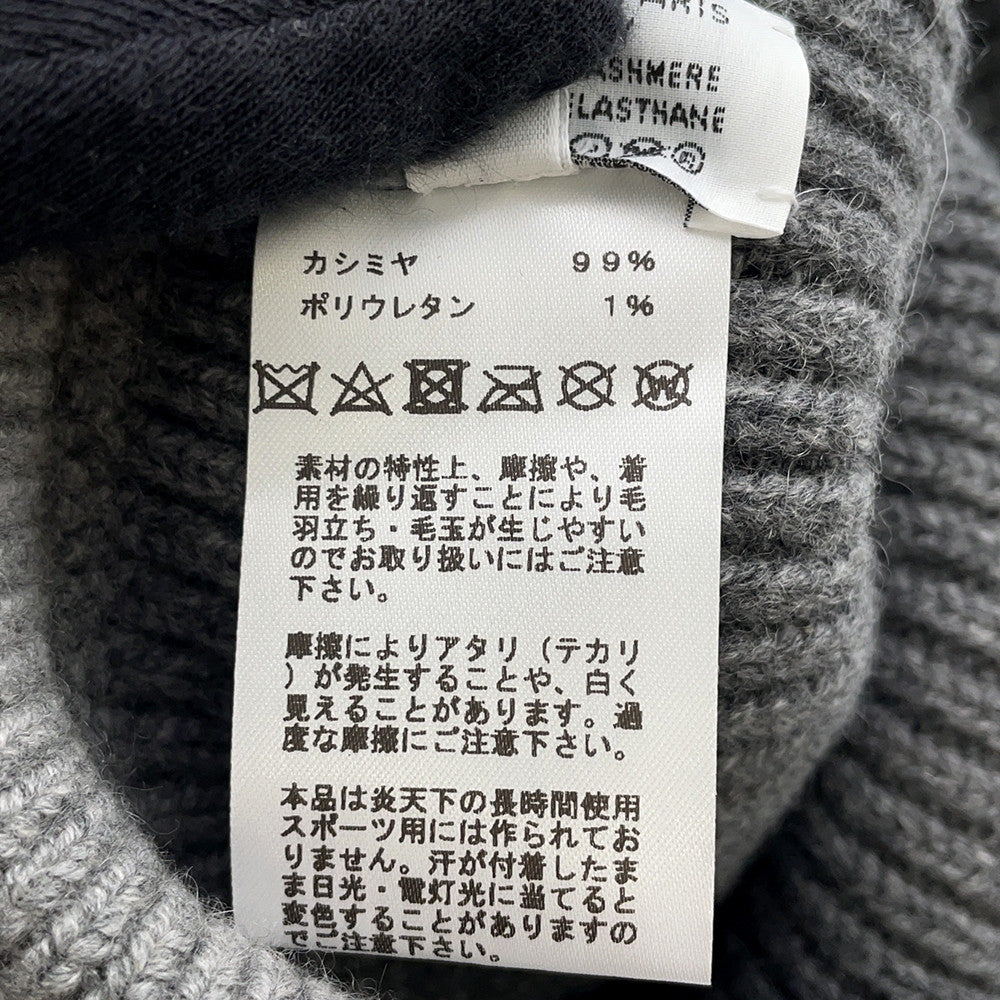 カシミヤ 99%
ポリウレタン 1%
素材の特性上、摩擦や、着
用を繰り返すことにより毛
羽立ち・毛玉が生じやすい
のでお取り扱いにはご注意
下さい。
摩擦によりアタリ（テカリ
）が発生することや、白く
見えることがあります。過
度な摩擦にご注意下さい。
本品は炎天下の長時間使用
スポーツ用には作られてお
りません。汗が付着したま
ま日光・電灯光に当てると
変色することがありますの
でご注意下さい。